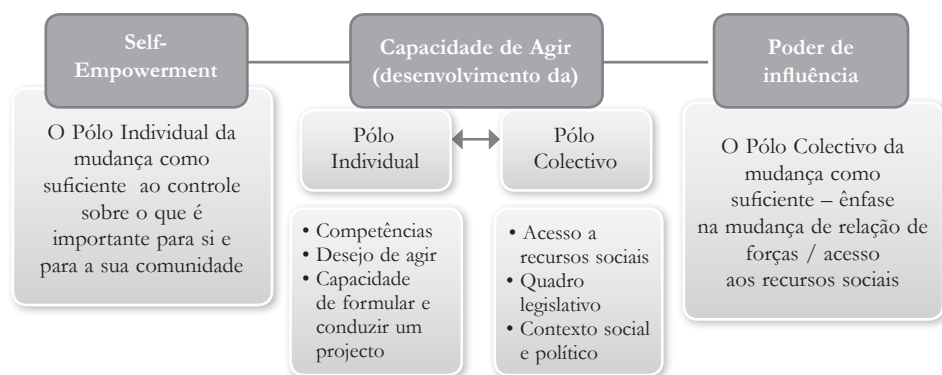 Self-
Empowerment
O Pólo Individual da
mudança como
suficiente ao controle
sobre o que é
importante para si e
para a sua comunidade
Capacidade de Agir
(desenvolvimento da)
Pólo
Individual
Pólo
Colectivo
• Competências
• Desejo de agir
• Capacidade
de formular e
conduzir um
projecto
• Acesso a
recursos sociais
• Quadro
legislativo
• Contexto social
e político
Poder de
influência
O Pólo Colectivo da
mudança como
suficiente – ênfase
na mudança de relação de
forças / acesso
aos recursos sociais